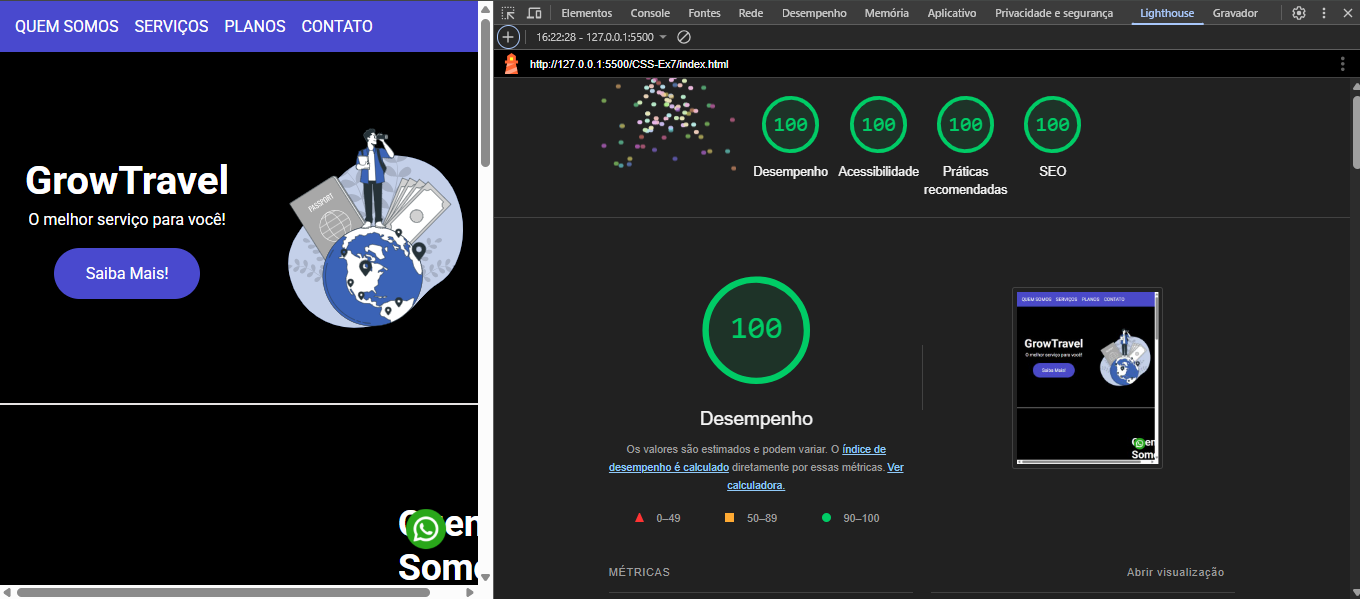 QUEM SOMOS SERVIÇOS PLANOS CONTATO
GrowTravel
O melhor serviço para você!
Saiba Mais!
PASSPORT
Som
Elementos Console Fontes Rede Desempenho Memória Aplicativo Privacidade e segurança Lighthouse Gravador
16:22:28 - 127.0.0.1:5500
http://127.0.0.1:5500/CSS-Ex7/index.html
100 100 100 100
Desempenho Acessibilidade Práticas recomendadas SEO
100
Desempenho
Os valores são estimados e podem variar. O índice de
desempenho é calculado diretamente por essas métricas. Ver
calculadora.
0–49 50–89 90–100
QUEM SOMOS SERVIÇOS PLANOS CONTATO
GrowTravel
O melhor serviço para você!
Saiba Mais!
MÉTRICAS
Abrir visualização